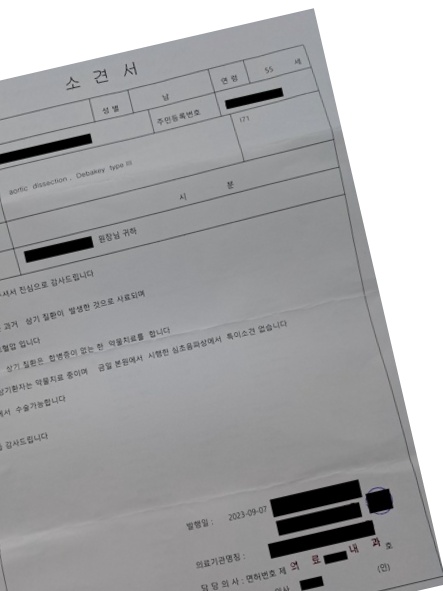 소 견 서
성 별 남 연 령 55 세
주민등록번호
aortic dissection, Debakey type III I71
시 분
원장님 귀하
주셔서 진심으로 감사드립니다
과거 상기 질환이 발생한 것으로 사료되며
혈압 입니다
상기 질환은 합병증이 없는 한 약물치료를 합니다
상기환자는 약물치료 중이며 금일 본원에서 시행한 심초음파상에서 특이소견 없습니다
에서 수술가능합니다
감사드립니다
발행일 : 2023-09-07
의료기관명칭 :
담 당 의 사 : 면허번호 제 호
의 료 내 과
의사 (인)